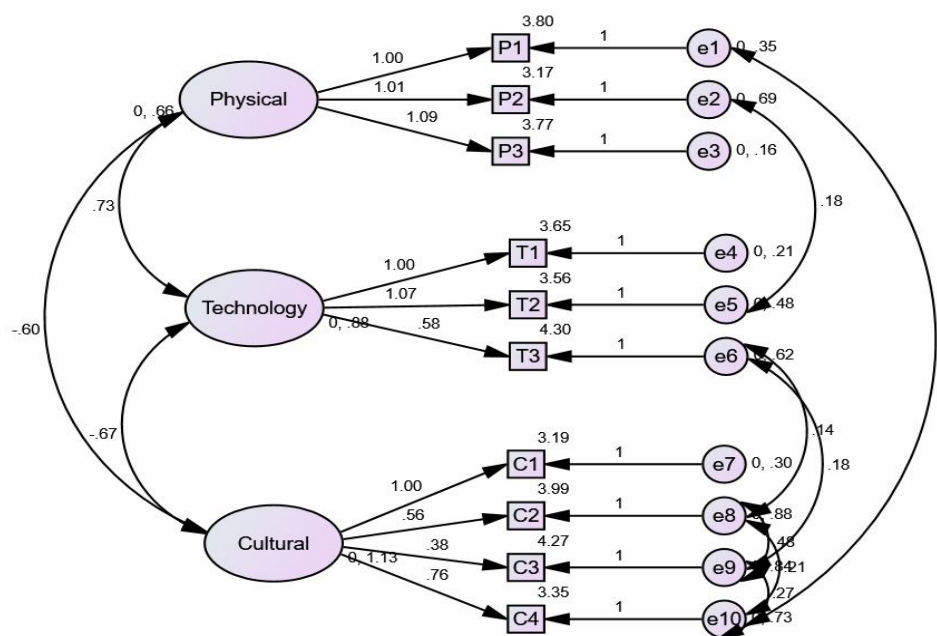 3.80
P1
1
e1
0, .35
1.00
3.17
Physical
1.01
P2
1
e2
0, .69
0, .66
1.09
3.77
P3
1
e3
0, .16
.73
.18
3.65
1.00
T1
1
e4
0, .21
3.56
Technology
1.07
T2
1
e5
0, .48
0, .88
.58
4.30
T3
1
e6
0, .62
-.60
-.67
.14
.18
3.19
1.00
C1
1
e7
0, .30
3.99
.56
C2
1
e8
.88
.48
Cultural
.38
4.27
C3
1
e9
.84
.21
0, 1.13
.76
3.35
.27
C4
1
e10
.73